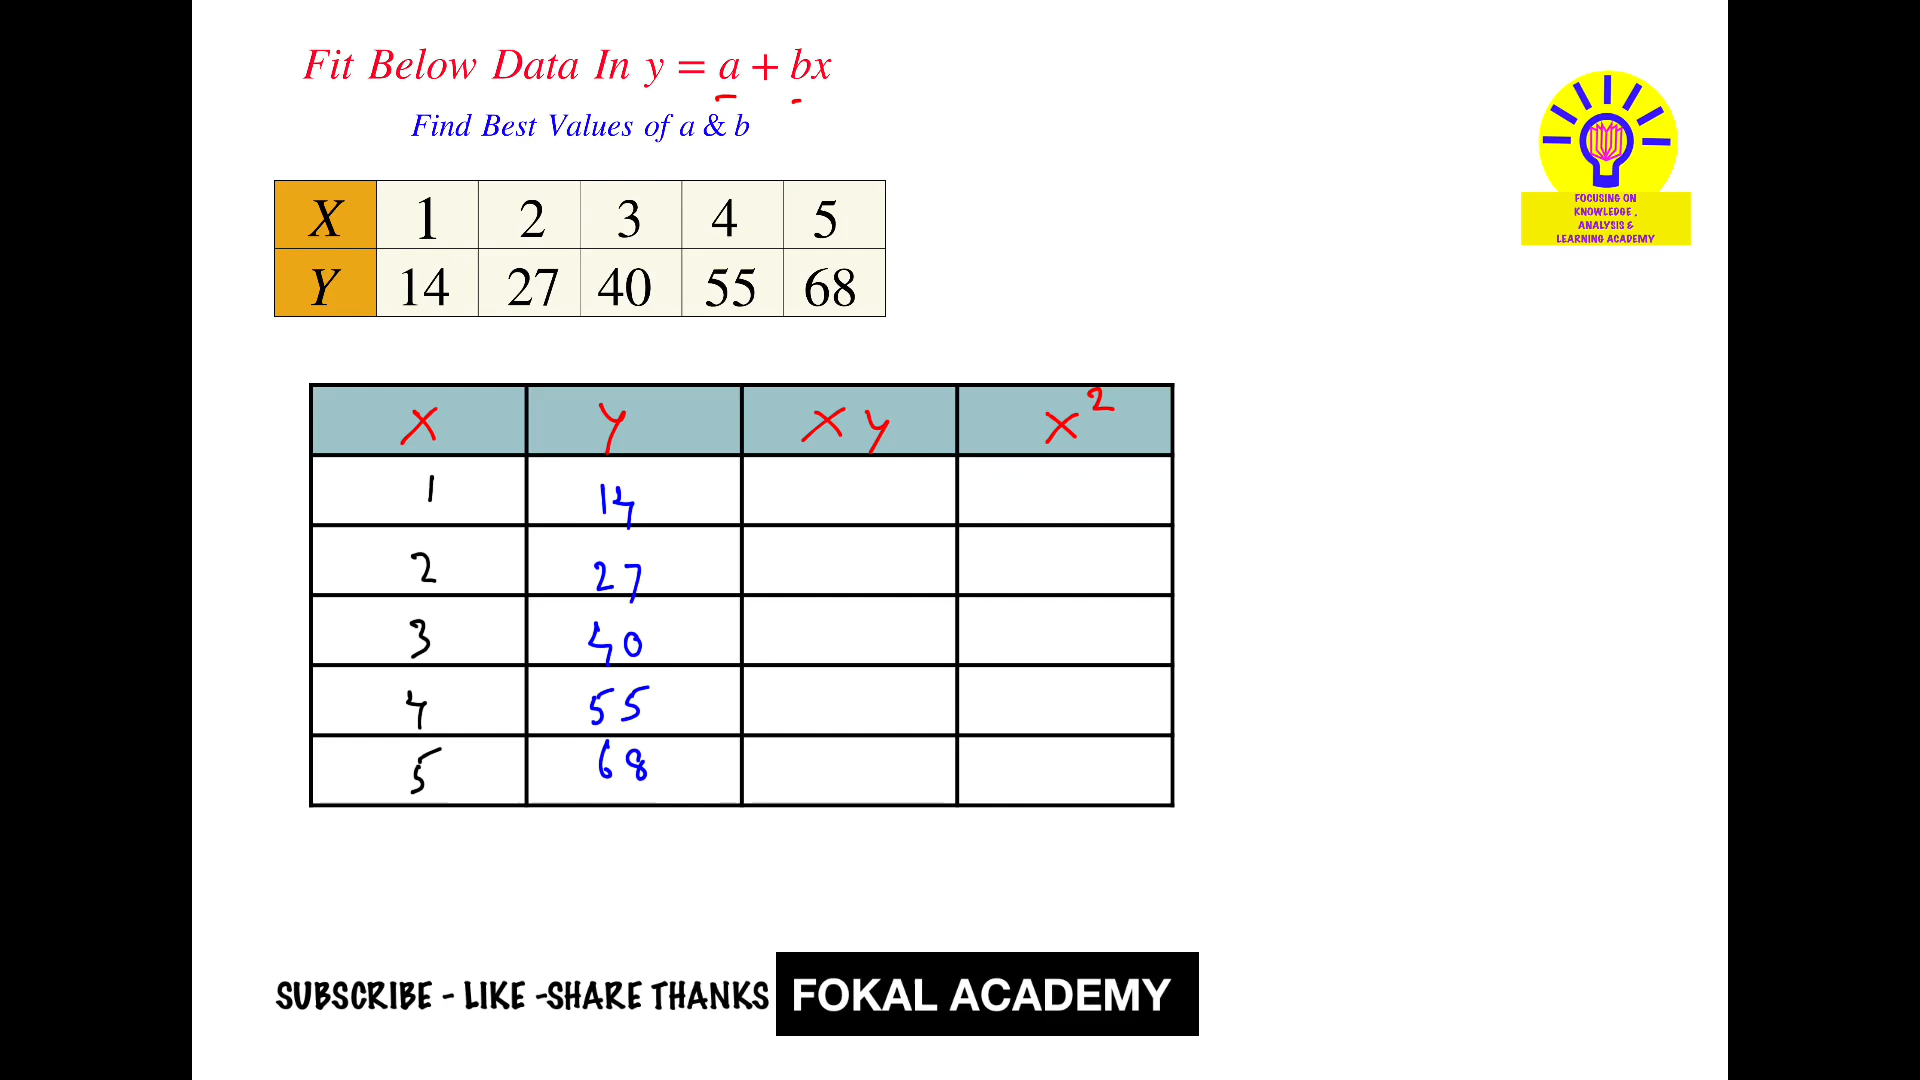 Fit Below Data In y = a + bx
Find Best Values of a & b
FOCUSING ON
KNOWLEDGE ,
ANALYSIS &
LEARNING ACADEMY
X 1 2 3 4 5
Y 14 27 40 55 68
x y xy x²
1 14
2 27
3 40
4 55
5 68
SUBSCRIBE - LIKE -SHARE THANKS FOKAL ACADEMY